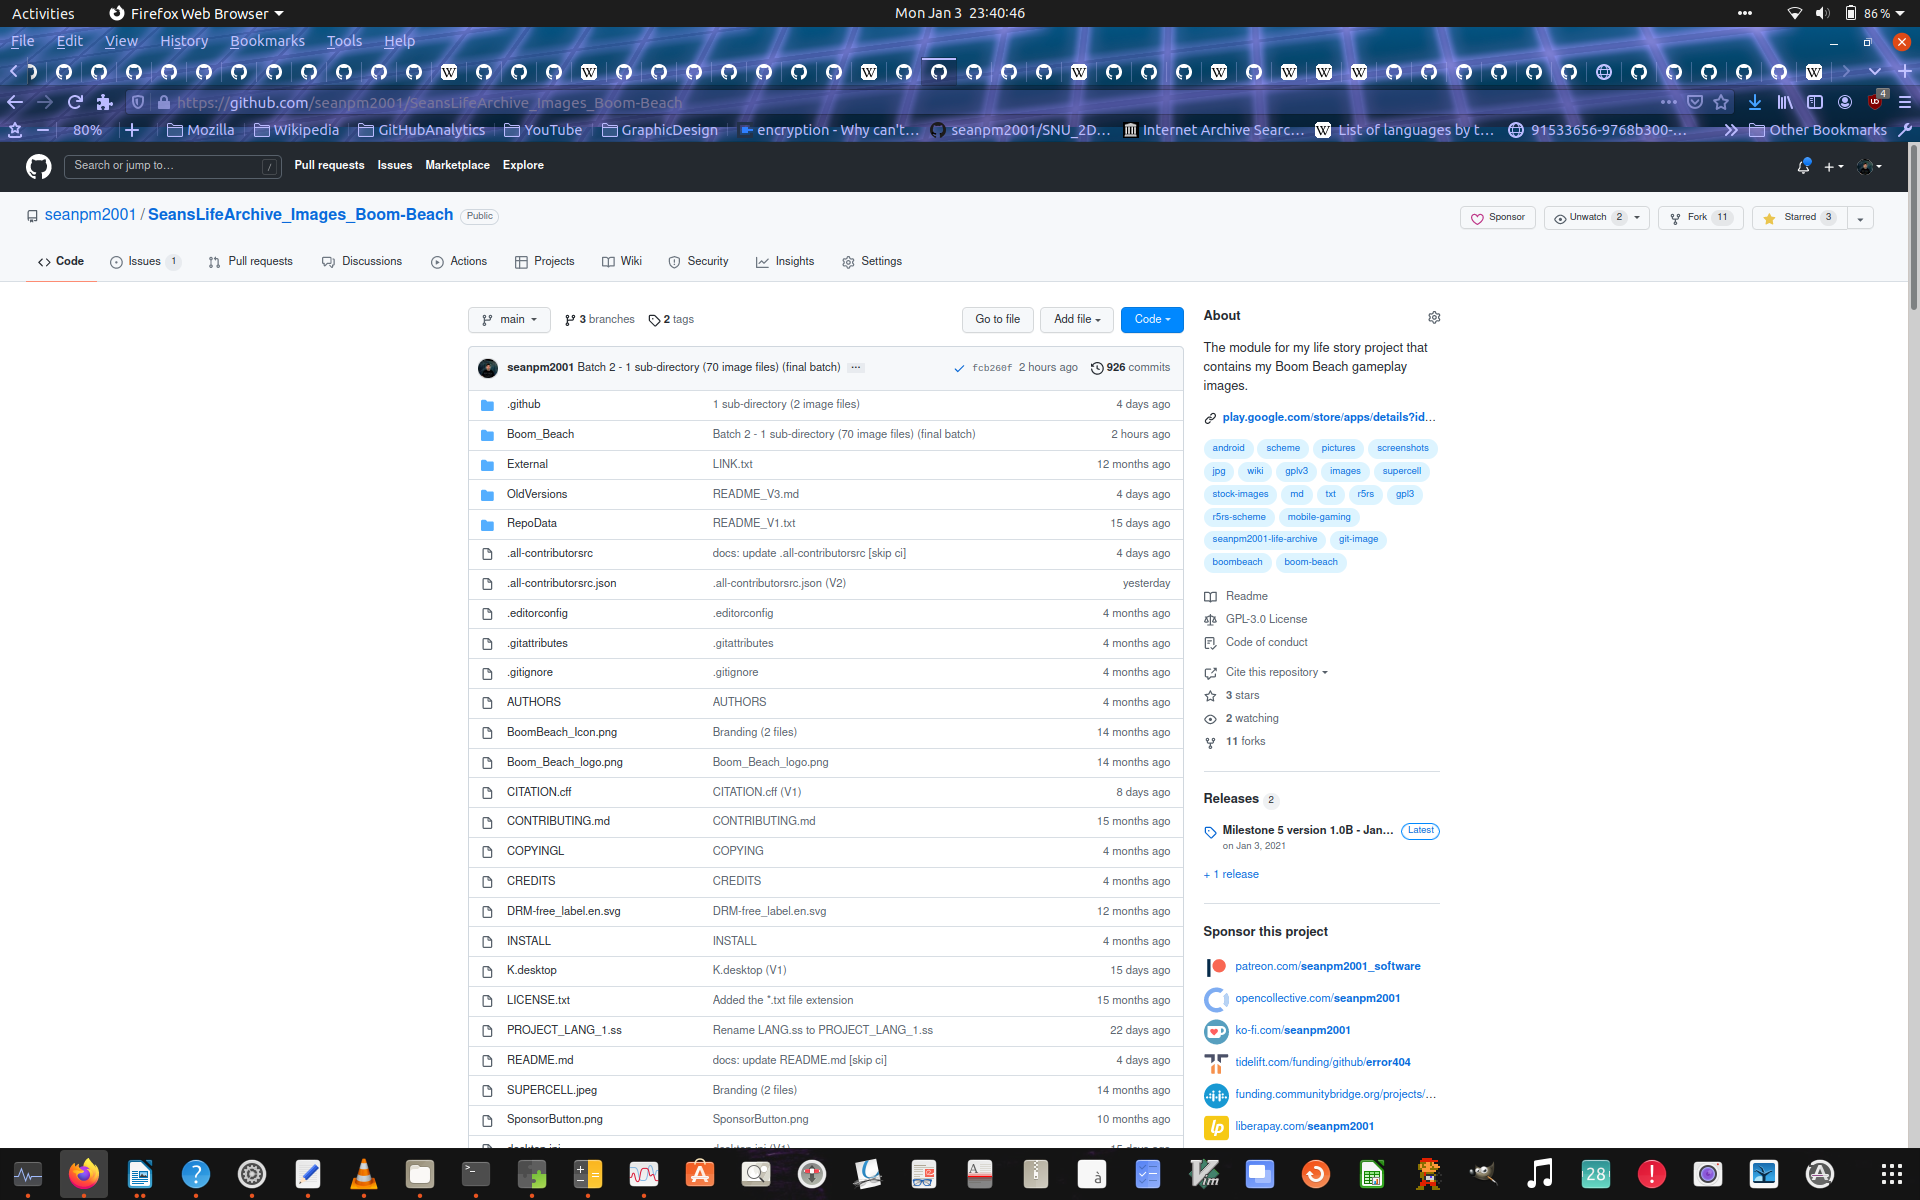 Activities
Firefox Web Browser
Mon Jan 3 23:40:46
86 %
File Edit View History Bookmarks Tools Help
https://github.com/seanpm2001/SeansLifeArchive_Images_Boom-Beach
4
80%
Mozilla
Wikipedia
GitHubAnalytics
YouTube
GraphicDesign
encryption - Why can't...
seanpm2001/SNU_2D...
Internet Archive Searc...
List of languages by t...
91533656-9768b300-...
Other Bookmarks
Search or jump to...
/
Pull requests Issues Marketplace Explore
seanpm2001 / SeansLifeArchive_Images_Boom-Beach Public
Sponsor
Unwatch 2
Fork 11
Starred 3
Code
Issues 1
Pull requests
Discussions
Actions
Projects
Wiki
Security
Insights
Settings
main
3 branches
2 tags
Go to file
Add file
Code
seanpm2001 Batch 2 - 1 sub-directory (70 image files) (final batch) ... fcb260f 2 hours ago 926 commits
.github 1 sub-directory (2 image files) 4 days ago
Boom_Beach Batch 2 - 1 sub-directory (70 image files) (final batch) 2 hours ago
External LINK.txt 12 months ago
OldVersions README_V3.md 4 days ago
RepoData README_V1.txt 15 days ago
.all-contributorsrc docs: update .all-contributorsrc [skip ci] 4 days ago
.all-contributorsrc.json .all-contributorsrc.json (V2) yesterday
.editorconfig .editorconfig 4 months ago
.gitattributes .gitattributes 4 months ago
.gitignore .gitignore 4 months ago
AUTHORS AUTHORS 4 months ago
BoomBeach_Icon.png Branding (2 files) 14 months ago
Boom_Beach_logo.png Boom_Beach_logo.png 14 months ago
CITATION.cff CITATION.cff (V1) 8 days ago
CONTRIBUTING.md CONTRIBUTING.md 15 months ago
COPYINGL COPYING 4 months ago
CREDITS CREDITS 4 months ago
DRM-free_label.en.svg DRM-free_label.en.svg 12 months ago
INSTALL INSTALL 4 months ago
K.desktop K.desktop (V1) 15 days ago
LICENSE.txt Added the *.txt file extension 15 months ago
PROJECT_LANG_1.ss Rename LANG.ss to PROJECT_LANG_1.ss 22 days ago
README.md docs: update README.md [skip ci] 4 days ago
SUPERCELL.jpeg Branding (2 files) 14 months ago
SponsorButton.png SponsorButton.png 10 months ago
About
The module for my life story project that
contains my Boom Beach gameplay
images.
play.google.com/store/apps/details?id...
android scheme pictures screenshots
jpg wiki gplv3 images supercell
stock-images md txt r5rs gpl3
r5rs-scheme mobile-gaming
seanpm2001-life-archive git-image
boombeach boom-beach
Readme
GPL-3.0 License
Code of conduct
Cite this repository
3 stars
2 watching
11 forks
Releases 2
Milestone 5 version 1.0B - Jan... Latest
on Jan 3, 2021
+ 1 release
Sponsor this project
patreon.com/seanpm2001_software
opencollective.com/seanpm2001
ko-fi.com/seanpm2001
tidelift.com/funding/github/error404
funding.communitybridge.org/projects/...
liberapay.com/seanpm2001
28